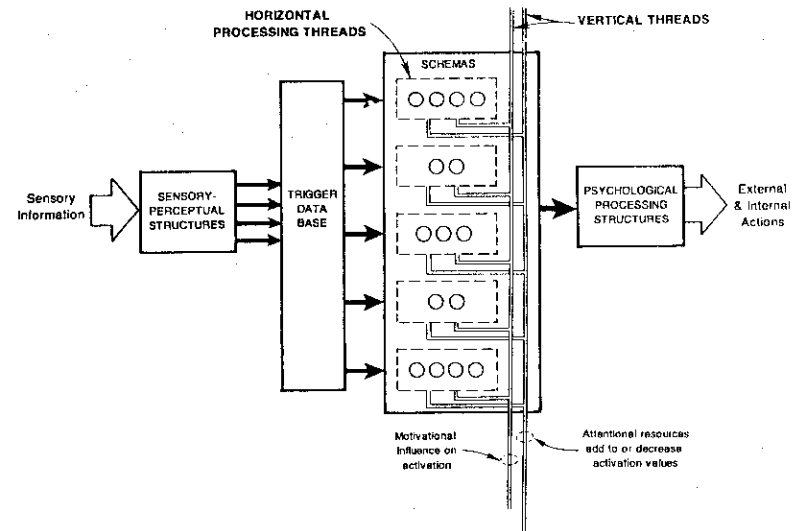 HORIZONTAL
PROCESSING THREADS
VERTICAL THREADS
SCHEMAS
Sensory
Information
SENSORY-
PERCEPTUAL
STRUCTURES
TRIGGER
DATA
BASE
PSYCHOLOGICAL
PROCESSING
STRUCTURES
External
& Internal
Actions
Motivational
Influence on
activation
Attentional resources
add to or decrease
activation values